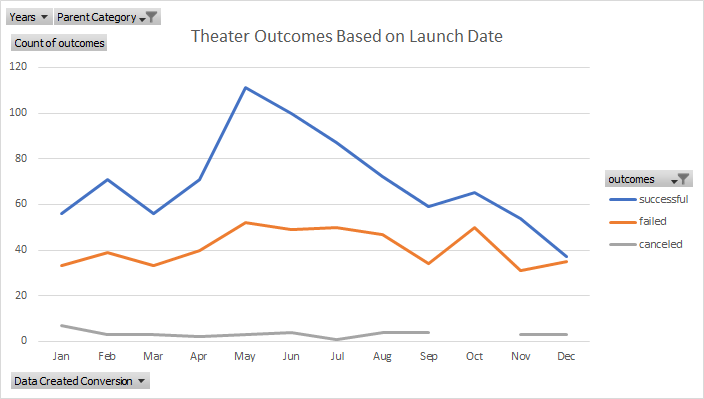 Years Parent Category
Count of outcomes
Theater Outcomes Based on Launch Date
120
100
80
60
40
20
0
Jan Feb Mar Apr May Jun Jul Aug Sep Oct Nov Dec
outcomes
successful
failed
canceled
Data Created Conversion